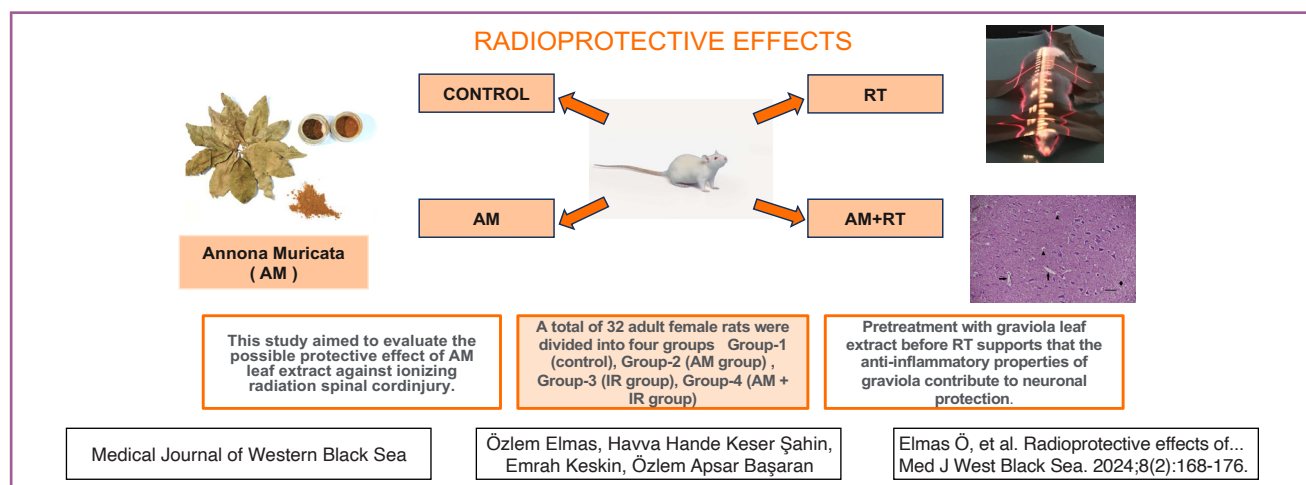 RADIOPROTECTIVE EFFECTS
CONTROL
RT
AM
AM+RT
Annona Muricata
( AM )
This study aimed to evaluate the
possible protective effect of AM
leaf extract against ionizing
radiation spinal cordinjury.
A total of 32 adult female rats were
divided into four groups Group-1
(control), Group-2 (AM group) ,
Group-3 (IR group), Group-4 (AM +
IR group)
Pretreatment with graviola leaf
extract before RT supports that the
anti-inflammatory properties of
graviola contribute to neuronal
protection.
Medical Journal of Western Black Sea
Özlem Elmas, Havva Hande Keser Şahin,
Emrah Keskin, Özlem Apsar Başaran
Elmas Ö, et al. Radioprotective effects of...
Med J West Black Sea. 2024;8(2):168-176.